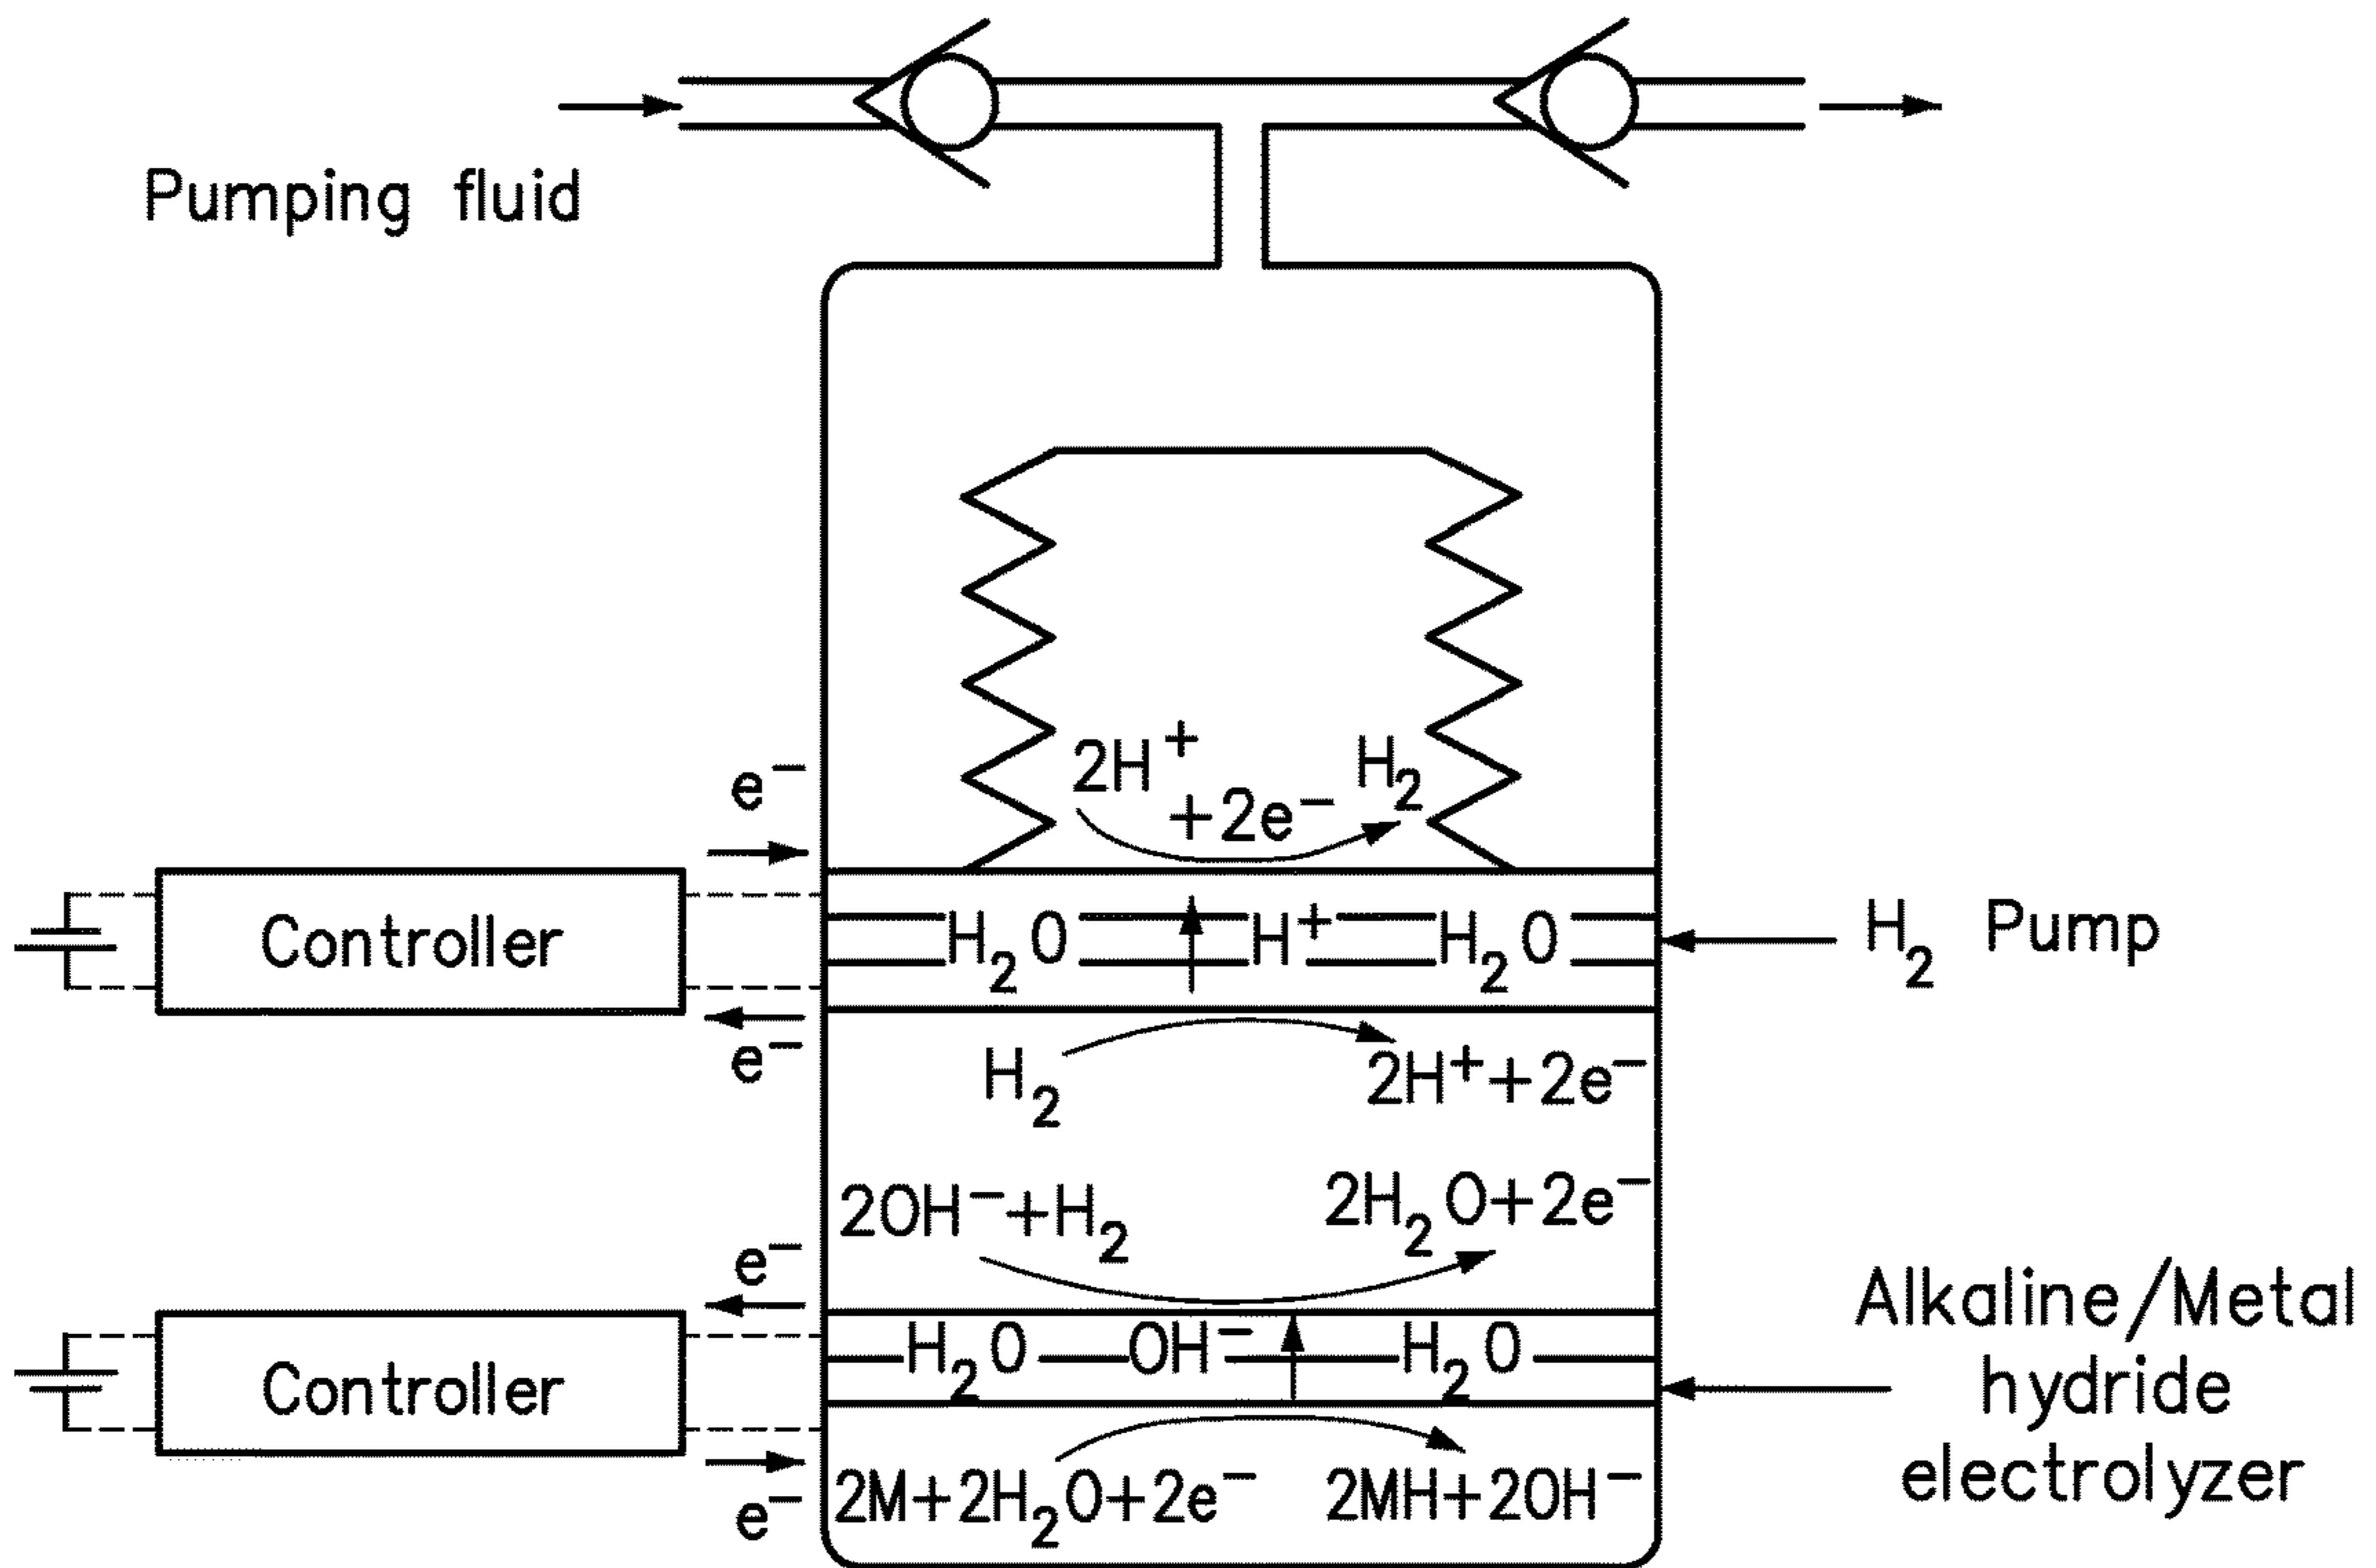 Pumping fluid
e⁻
2H⁺
+2e⁻
H₂
Controller
H₂O
H⁺
H₂O
H₂ Pump
e⁻
H₂
2H⁺+2e⁻
2OH⁻+H₂
2H₂O+2e⁻
e⁻
Controller
H₂O
OH⁻
H₂O
Alkaline/Metal
hydride
electrolyzer
e⁻
2M+2H₂O+2e⁻
2MH+2OH⁻